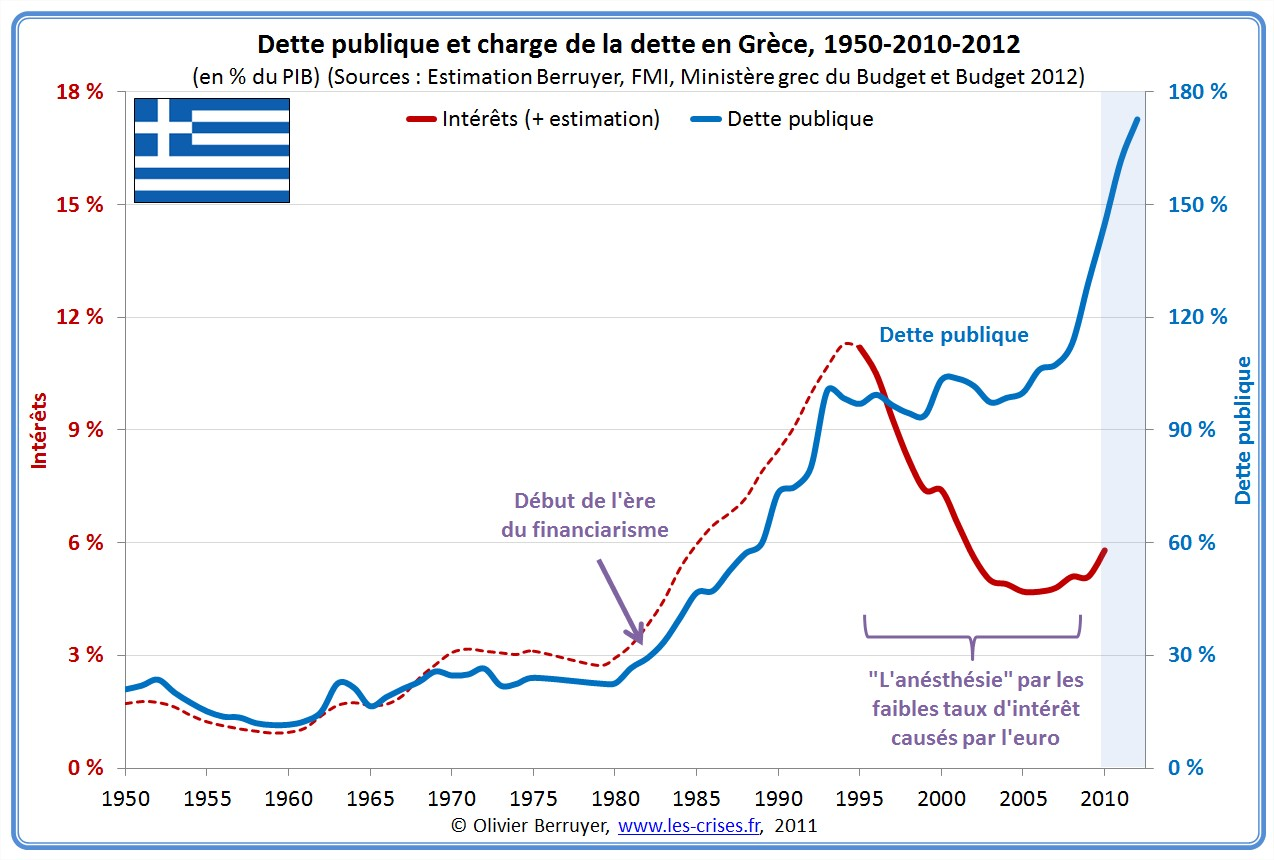 Dette publique et charge de la dette en Grèce, 1950-2010-2012
(en % du PIB) (Sources : Estimation Berruyer, FMI, Ministère grec du Budget et Budget 2012)
Intérêts (+ estimation)
Dette publique
18 %
15 %
12 %
9 %
6 %
3 %
0 %
Intérêts
180 %
150 %
120 %
90 %
60 %
30 %
0 %
Dette publique
Dette publique
Début de l'ère
du financiarisme
"L'anésthésie" par les
faibles taux d'intérêt
causés par l'euro
1950 1955 1960 1965 1970 1975 1980 1985 1990 1995 2000 2005 2010
© Olivier Berruyer, www.les-crises.fr, 2011